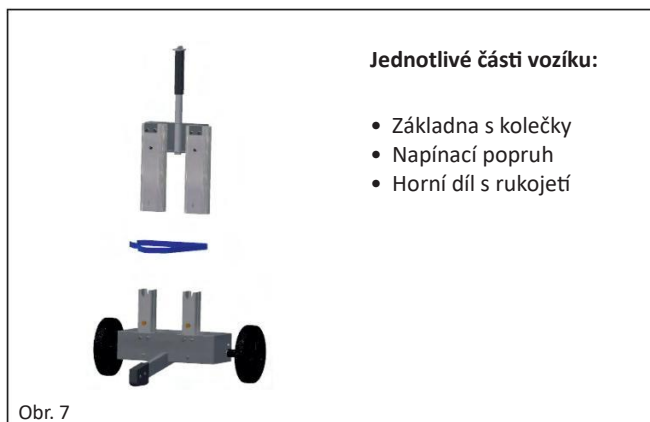 Jednotlivé části vozíku:
• Základna s kolečky
• Napínací popruh
• Horní díl s rukojetí
Obr. 7